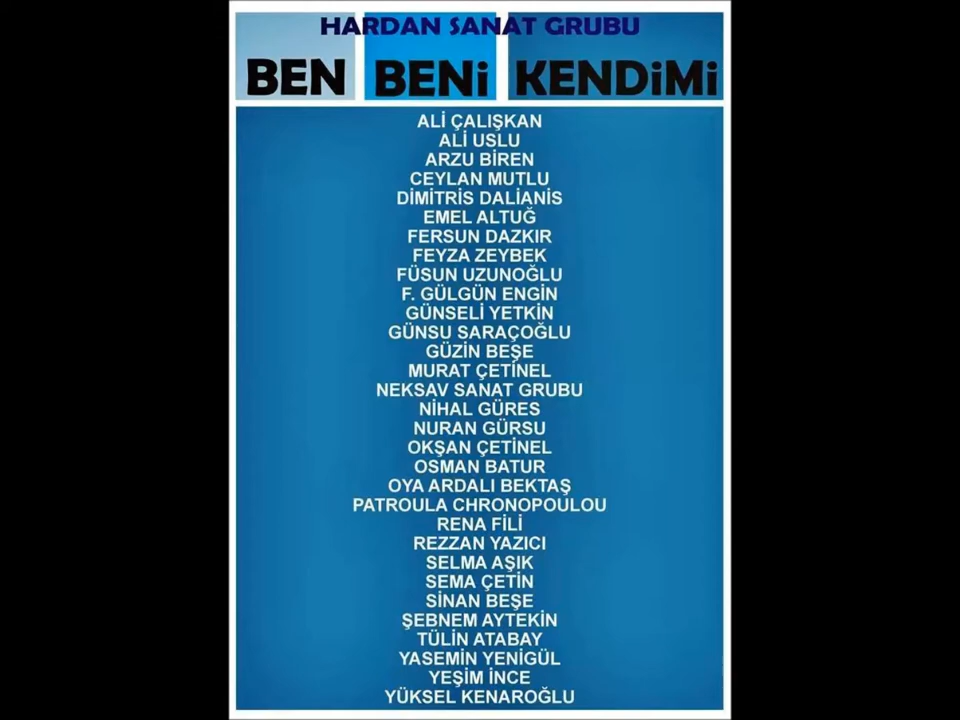 HARDAN SANAT GRUBU
BEN BENi KENDiMi
ALİ ÇALIŞKAN
ALİ USLU
ARZU BİREN
CEYLAN MUTLU
DİMİTRİS DALİANİS
EMEL ALTUĞ
FERSUN DAZKIR
FEYZA ZEYBEK
FÜSUN UZUNOĞLU
F. GÜLGÜN ENGİN
GÜNSELİ YETKİN
GÜNSU SARAÇOĞLU
GÜZİN BEŞE
MURAT ÇETİNEL
NEKSAV SANAT GRUBU
NİHAL GÜRES
NURAN GÜRSU
OKŞAN ÇETİNEL
OSMAN BATUR
OYA ARDALI BEKTAŞ
PATROULA CHRONOPOULOU
RENA FİLİ
REZZAN YAZICI
SELMA AŞIK
SEMA ÇETİN
SİNAN BEŞE
ŞEBNEM AYTEKİN
TÜLİN ATABAY
YASEMİN YENİGÜL
YEŞİM İNCE
YÜKSEL KENAROĞLU